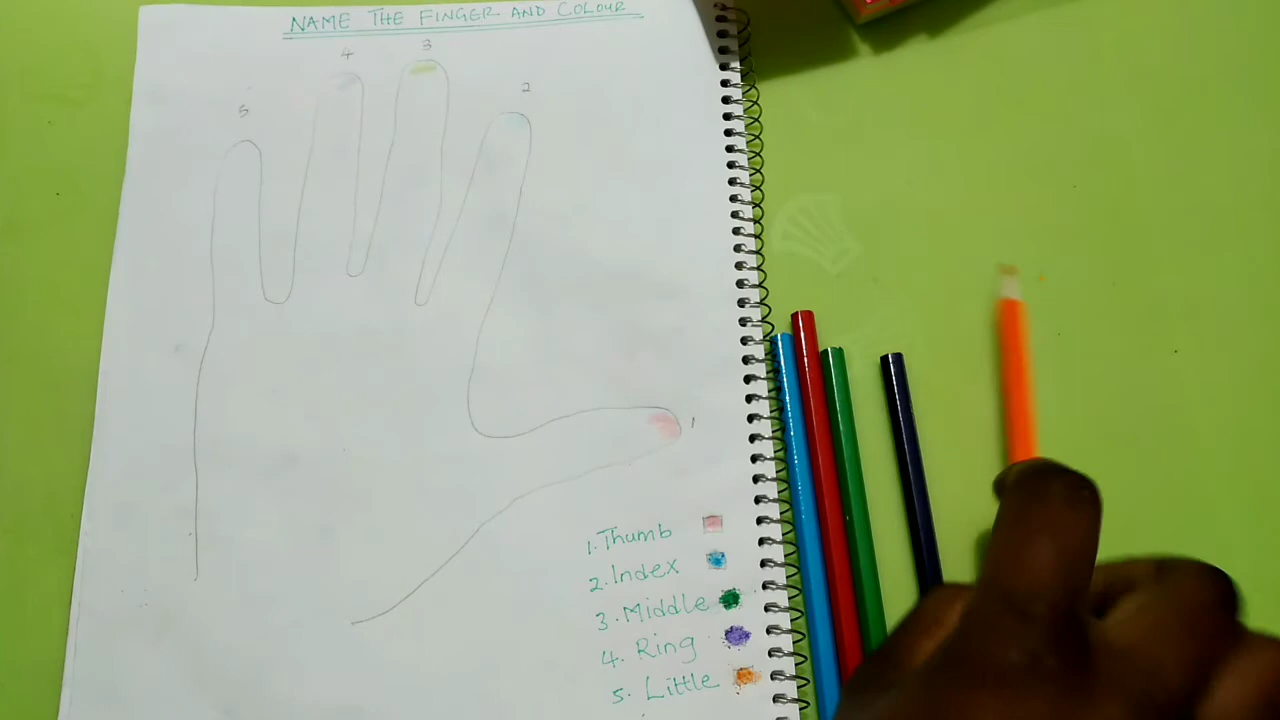 NAME THE FINGER AND COLOUR
5
4
3
2
1
1. Thumb
2. Index
3. Middle
4. Ring
5. Little